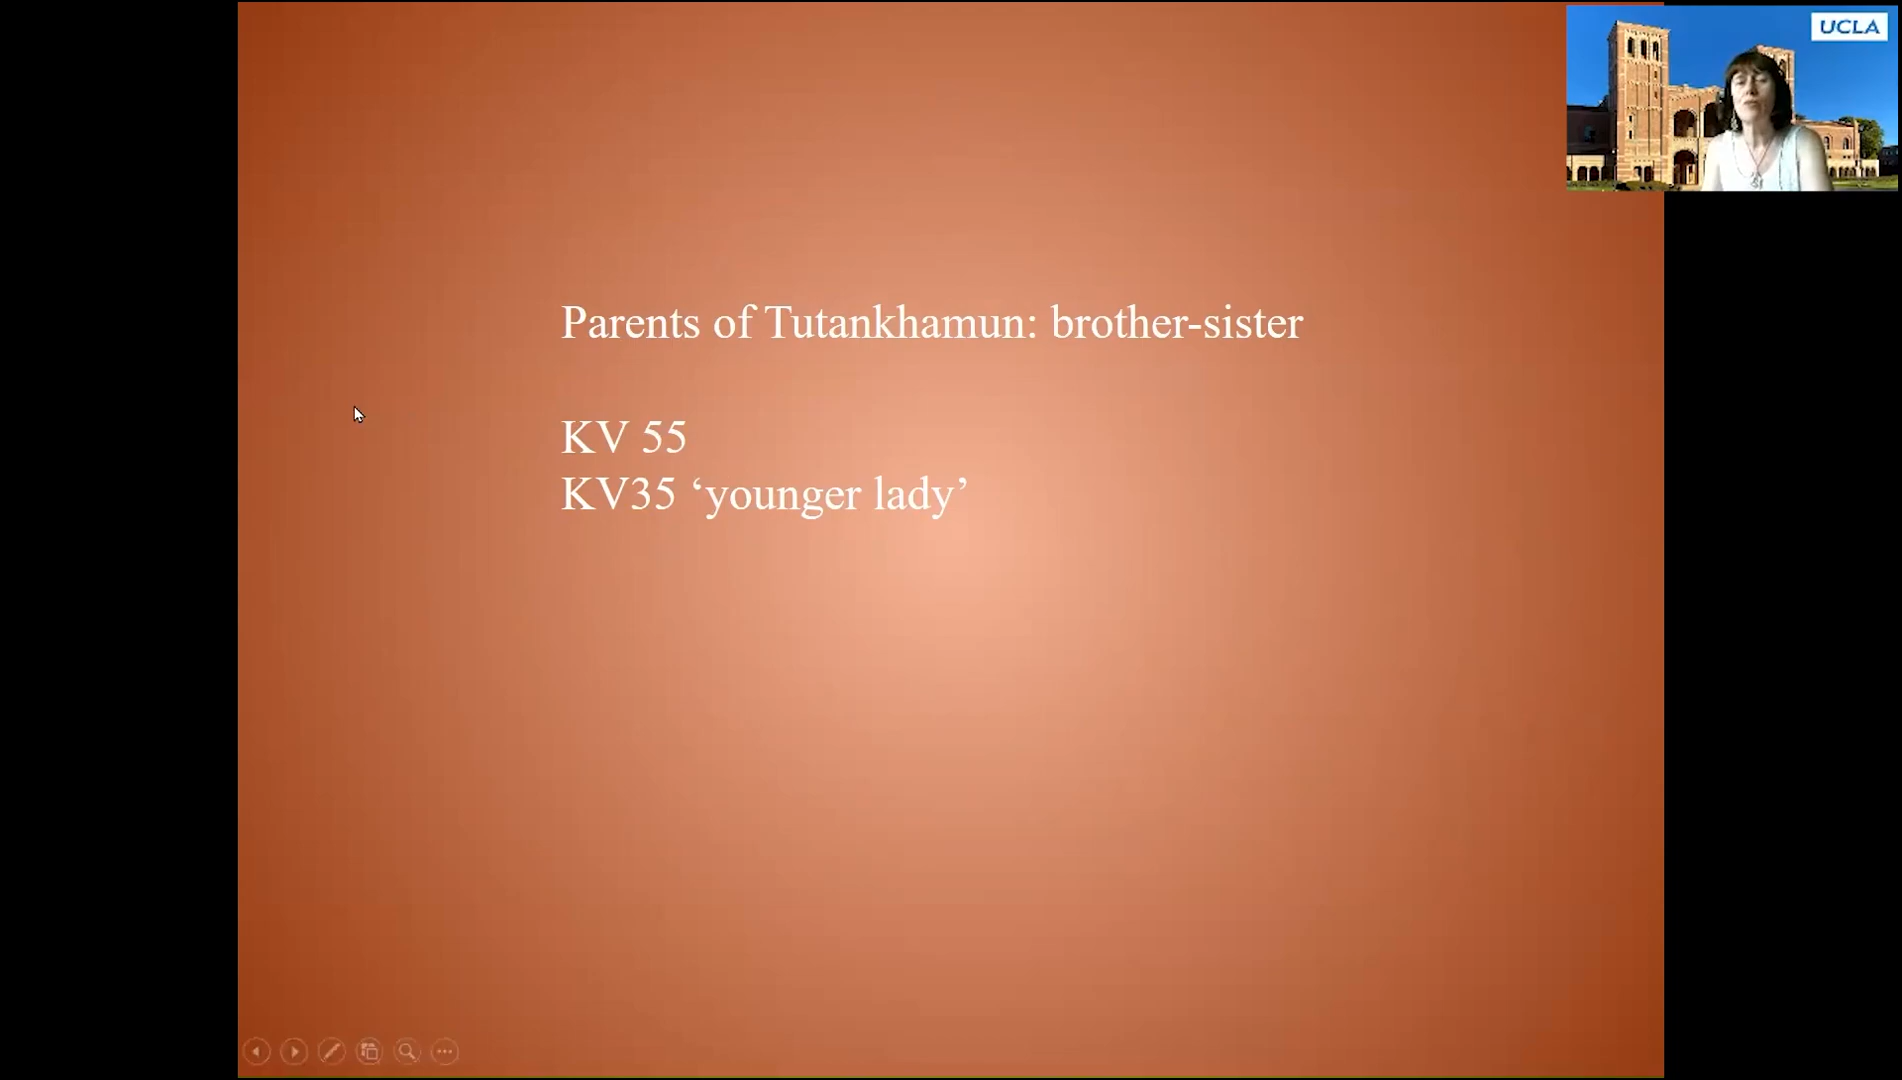 UCLA
Parents of Tutankhamun: brother-sister
KV 55
KV35 ‘younger lady’